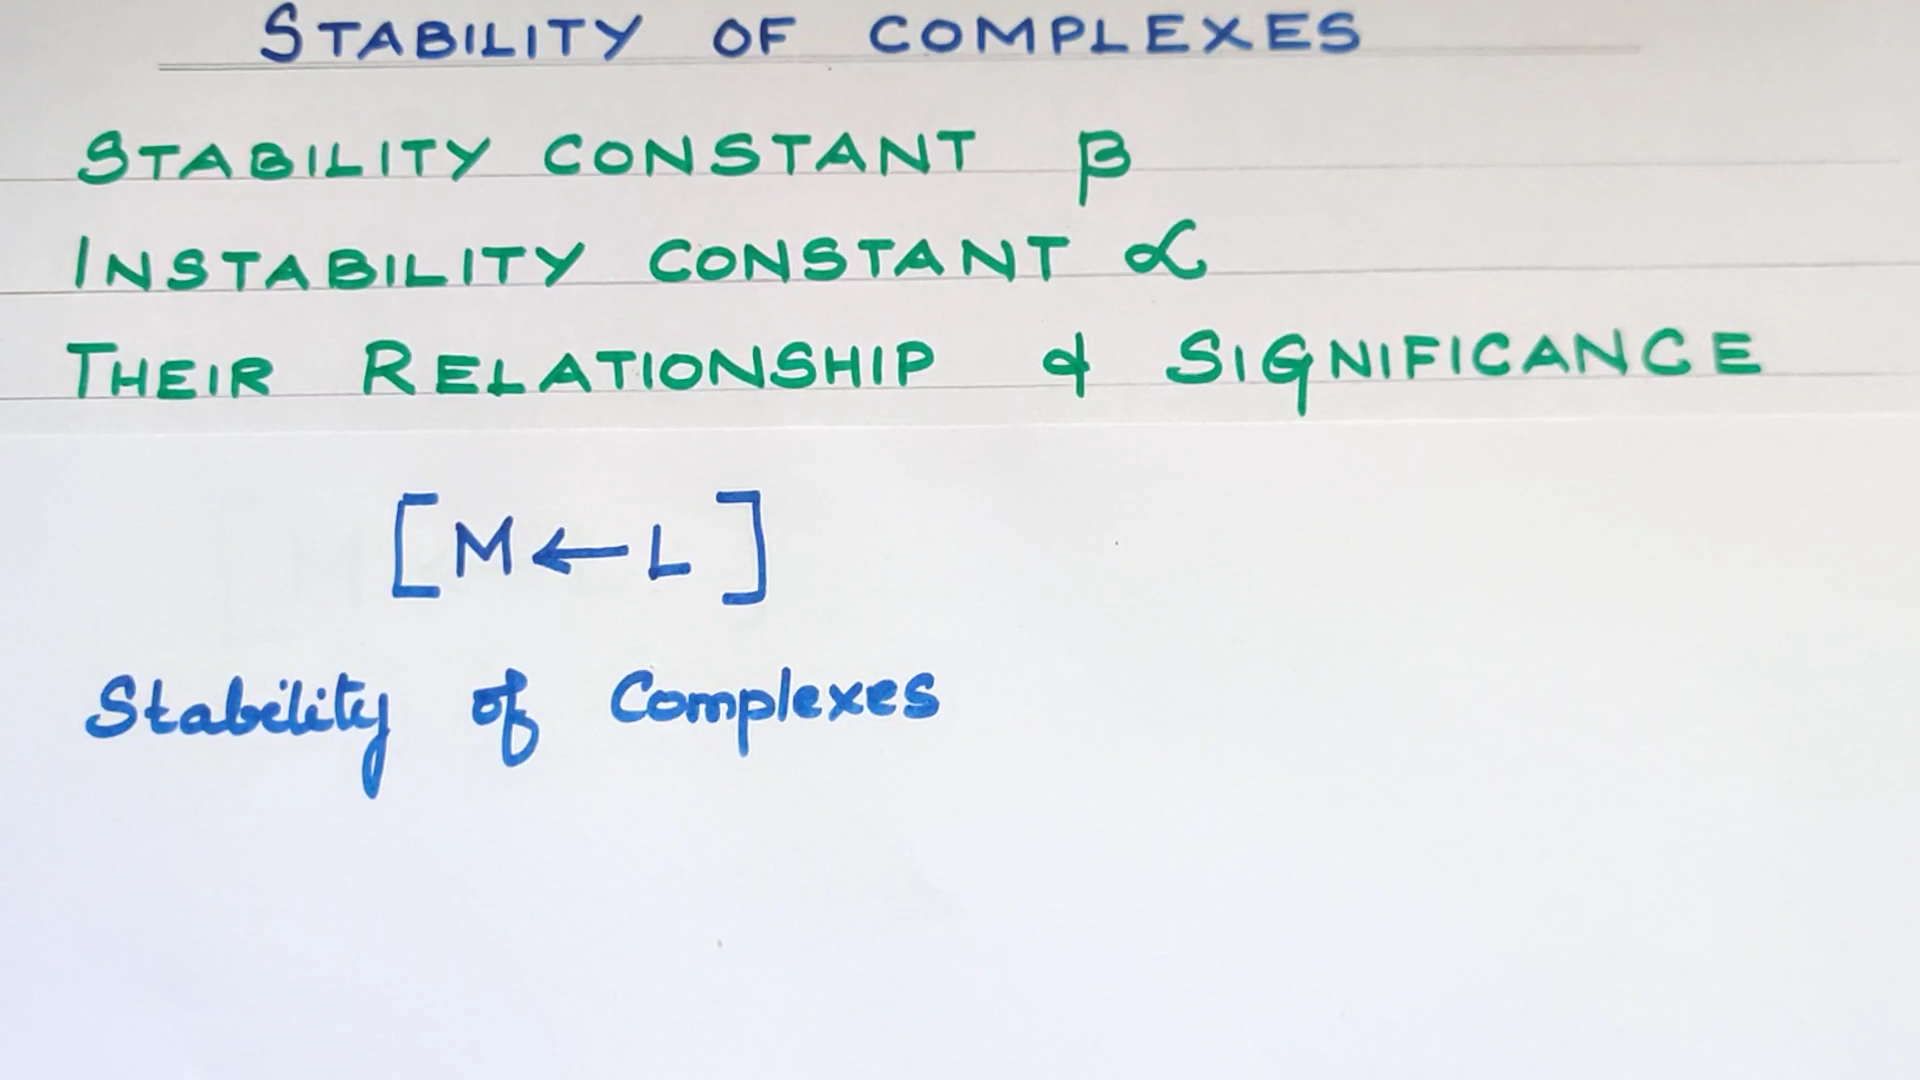 STABILITY OF COMPLEXES
STABILITY CONSTANT β
INSTABILITY CONSTANT α
THEIR RELATIONSHIP & SIGNIFICANCE
[M←L]
Stability of Complexes